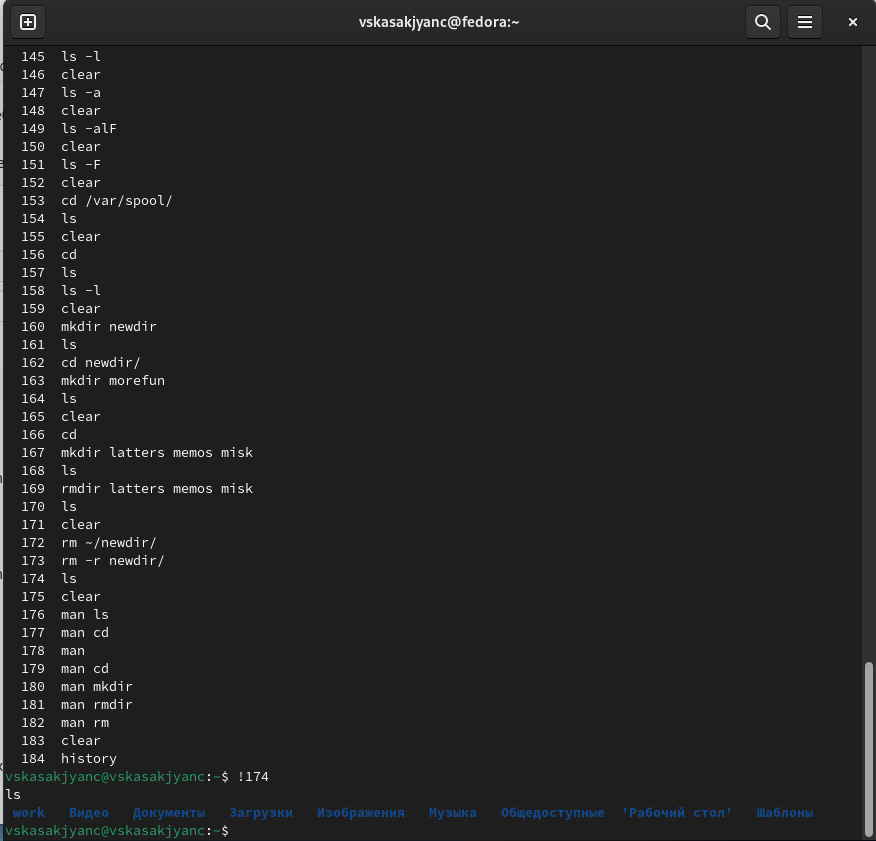 vskasakjyanc@fedora:~
145 ls -l
146 clear
147 ls -a
148 clear
149 ls -alF
150 clear
151 ls -F
152 clear
153 cd /var/spool/
154 ls
155 clear
156 cd
157 ls
158 ls -l
159 clear
160 mkdir newdir
161 ls
162 cd newdir/
163 mkdir morefun
164 ls
165 clear
166 cd
167 mkdir latters memos misk
168 ls
169 rmdir latters memos misk
170 ls
171 clear
172 rm ~/newdir/
173 rm -r newdir/
174 ls
175 clear
176 man ls
177 man cd
178 man
179 man cd
180 man mkdir
181 man rmdir
182 man rm
183 clear
184 history
vskasakjyanc@vskasakjyanc:~$ !174
ls
work Видео Документы Загрузки Изображения Музыка Общедоступные 'Рабочий стол' Шаблоны
vskasakjyanc@vskasakjyanc:~$